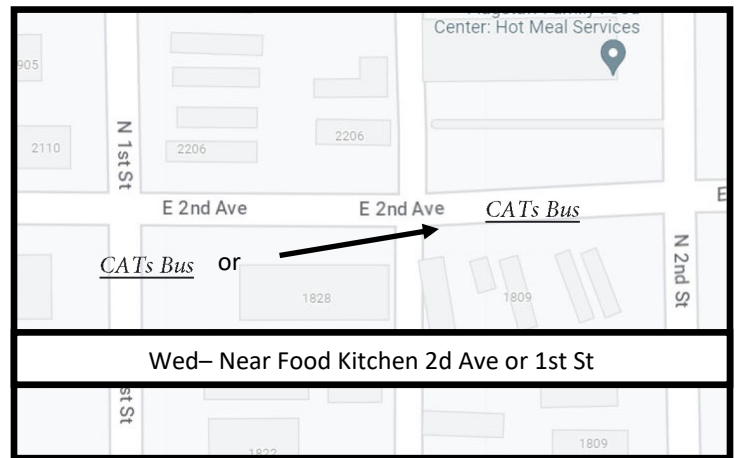 Center: Hot Meal Services
905
2110
N 1st St
2206
2206
E 2nd Ave
E 2nd Ave
CATs Bus
CATs Bus or
N 2nd St
E
1828
1809
Wed– Near Food Kitchen 2d Ave or 1st St
st St
1822
1809